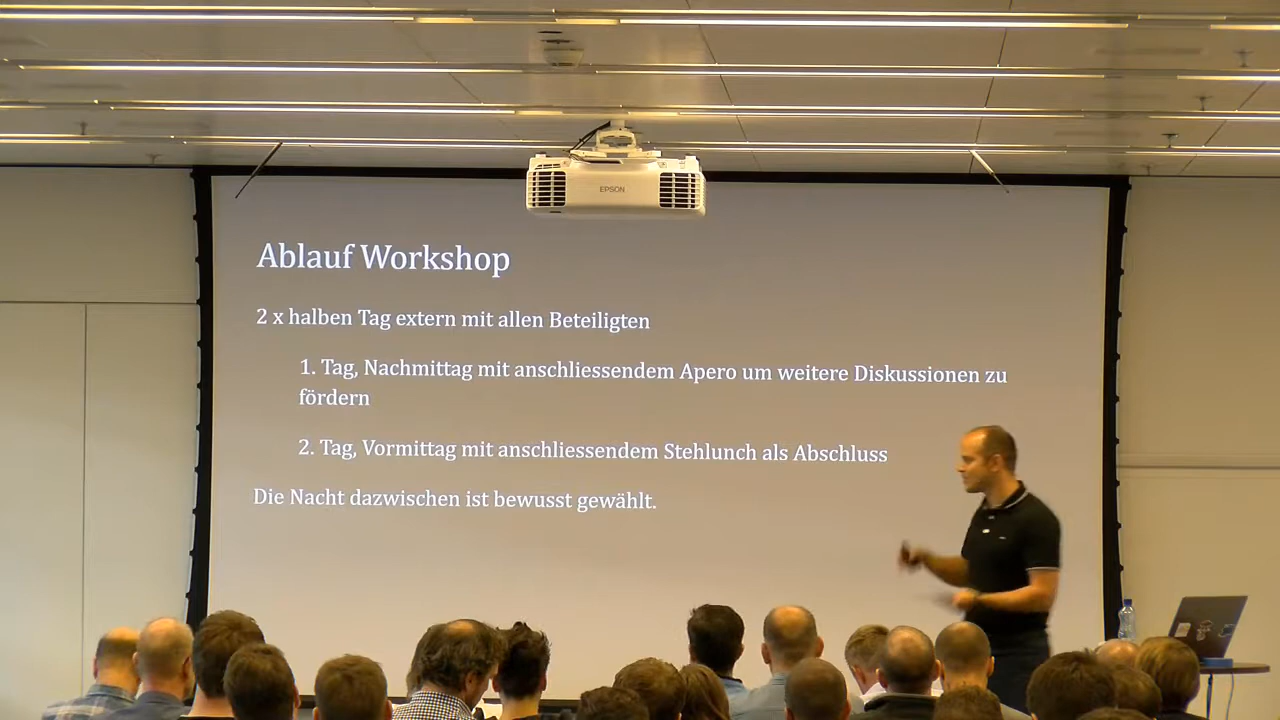 EPSON
Ablauf Workshop
2 x halben Tag extern mit allen Beteiligten
1. Tag, Nachmittag mit anschliessendem Apero um weitere Diskussionen zu
fördern
2. Tag, Vormittag mit anschliessendem Stehlunch als Abschluss
Die Nacht dazwischen ist bewusst gewählt.